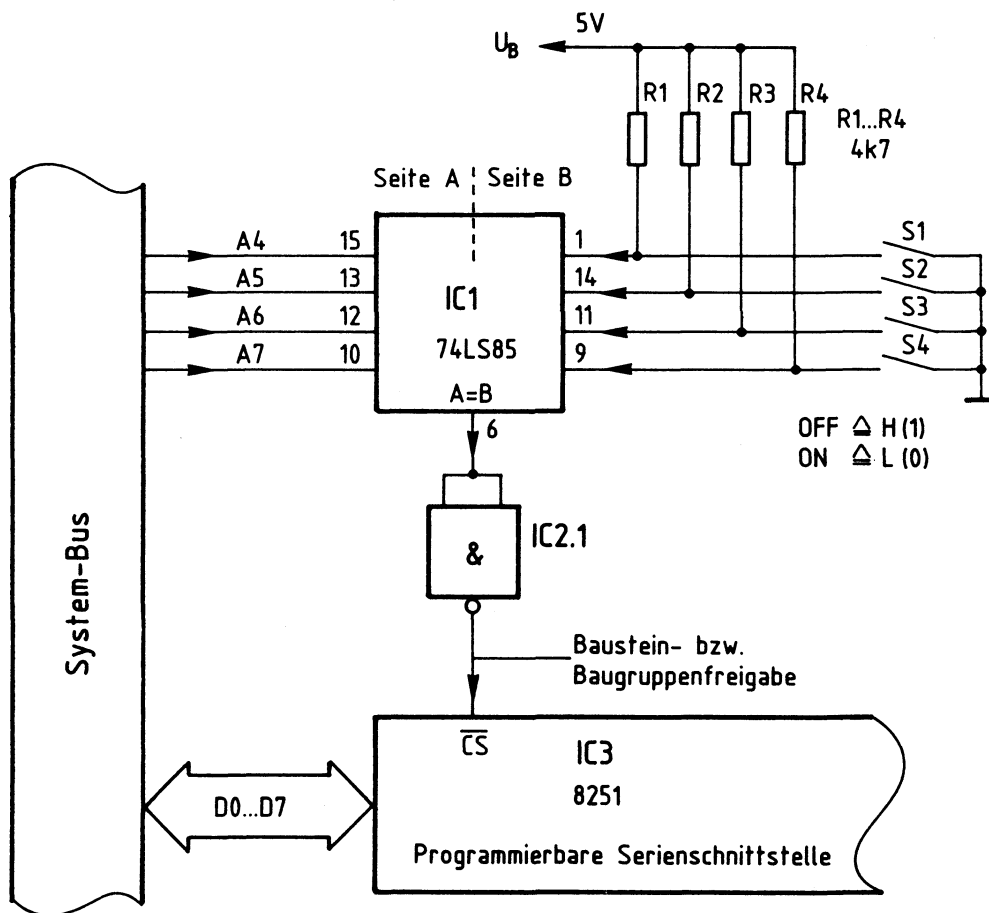 5V
UB
R1
R2
R3
R4
R1...R4
4k7
Seite A
Seite B
A4
15
1
S1
A5
13
14
S2
IC1
A6
12
11
S3
74LS85
A7
10
9
S4
A=B
6
OFF ≙ H (1)
ON ≙ L (0)
&
IC2.1
System-Bus
Baustein- bzw.
Baugruppenfreigabe
C̅S̅
IC3
8251
D0...D7
Programmierbare Serienschnittstelle